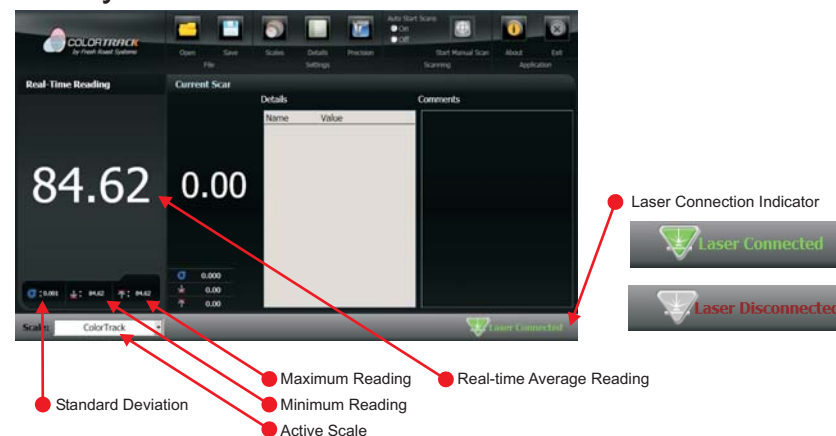 COLORTRACK
by Fresh Roast Systems
Open Save Scales Details Precision
Auto Start Scans
On
Off
Start Manual Scan About Exit
File Settings Scanning Application
Real-Time Reading
Current Scan
Details
Comments
Name Value
84.62
0.00
0.000
0.00
0.00
: 0.001 : 84.62 : 84.62
Scale: ColorTrack
Laser Connected
Laser Connection Indicator
Laser Connected
Laser Disconnected
Maximum Reading
Real-time Average Reading
Standard Deviation
Minimum Reading
Active Scale